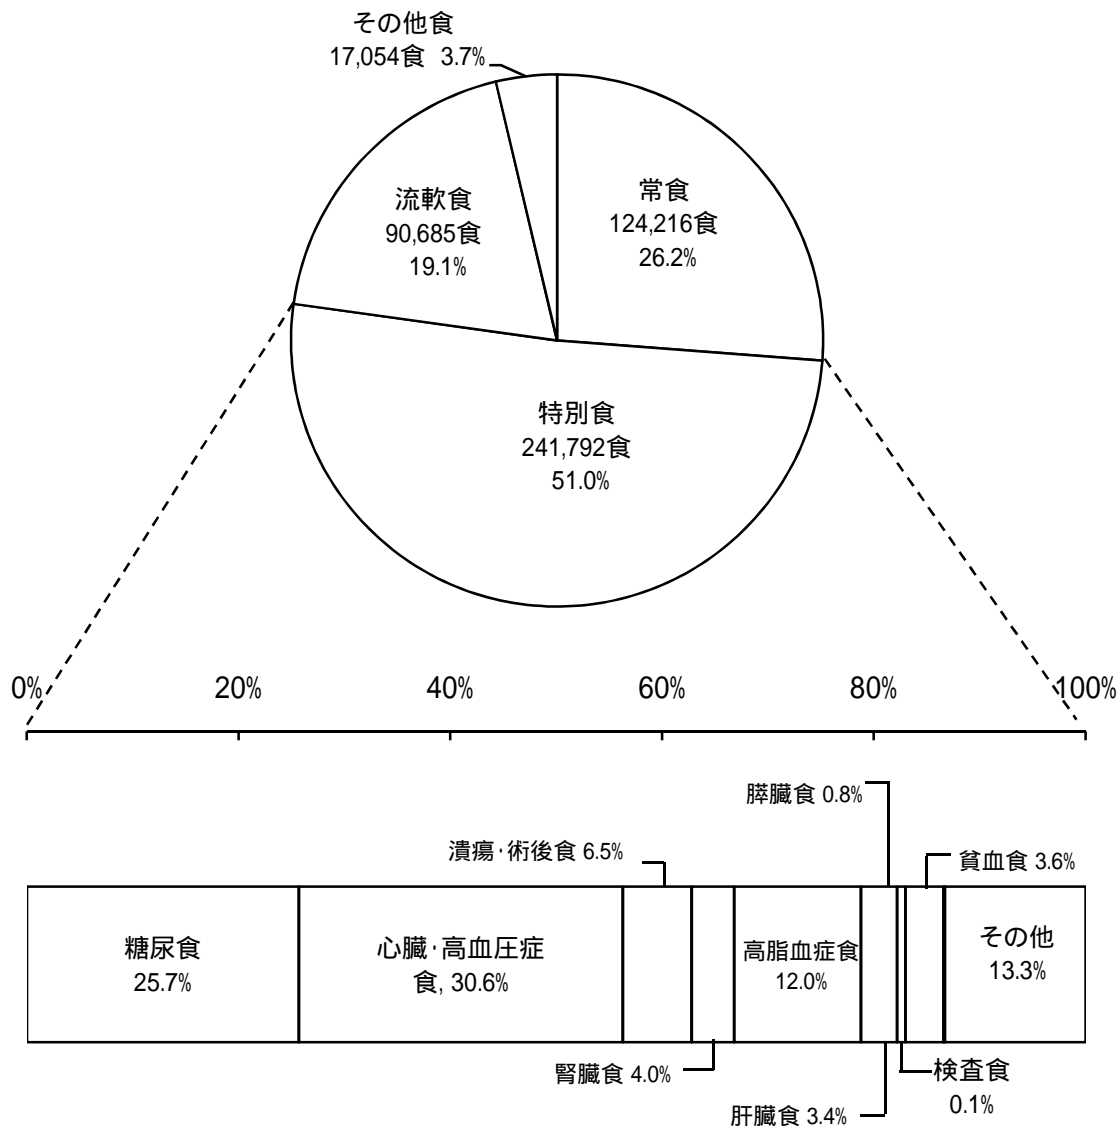 その他食
17,054食 3.7%
流軟食
90,685食
19.1%
常食
124,216食
26.2%
特別食
241,792食
51.0%
0% 20% 40% 60% 80% 100%
膵臓食 0.8%
潰瘍・術後食 6.5%
貧血食 3.6%
糖尿食
25.7%
心臓・高血圧症
食, 30.6%
高脂血症食
12.0%
その他
13.3%
腎臓食 4.0%
検査食
0.1%
肝臓食 3.4%